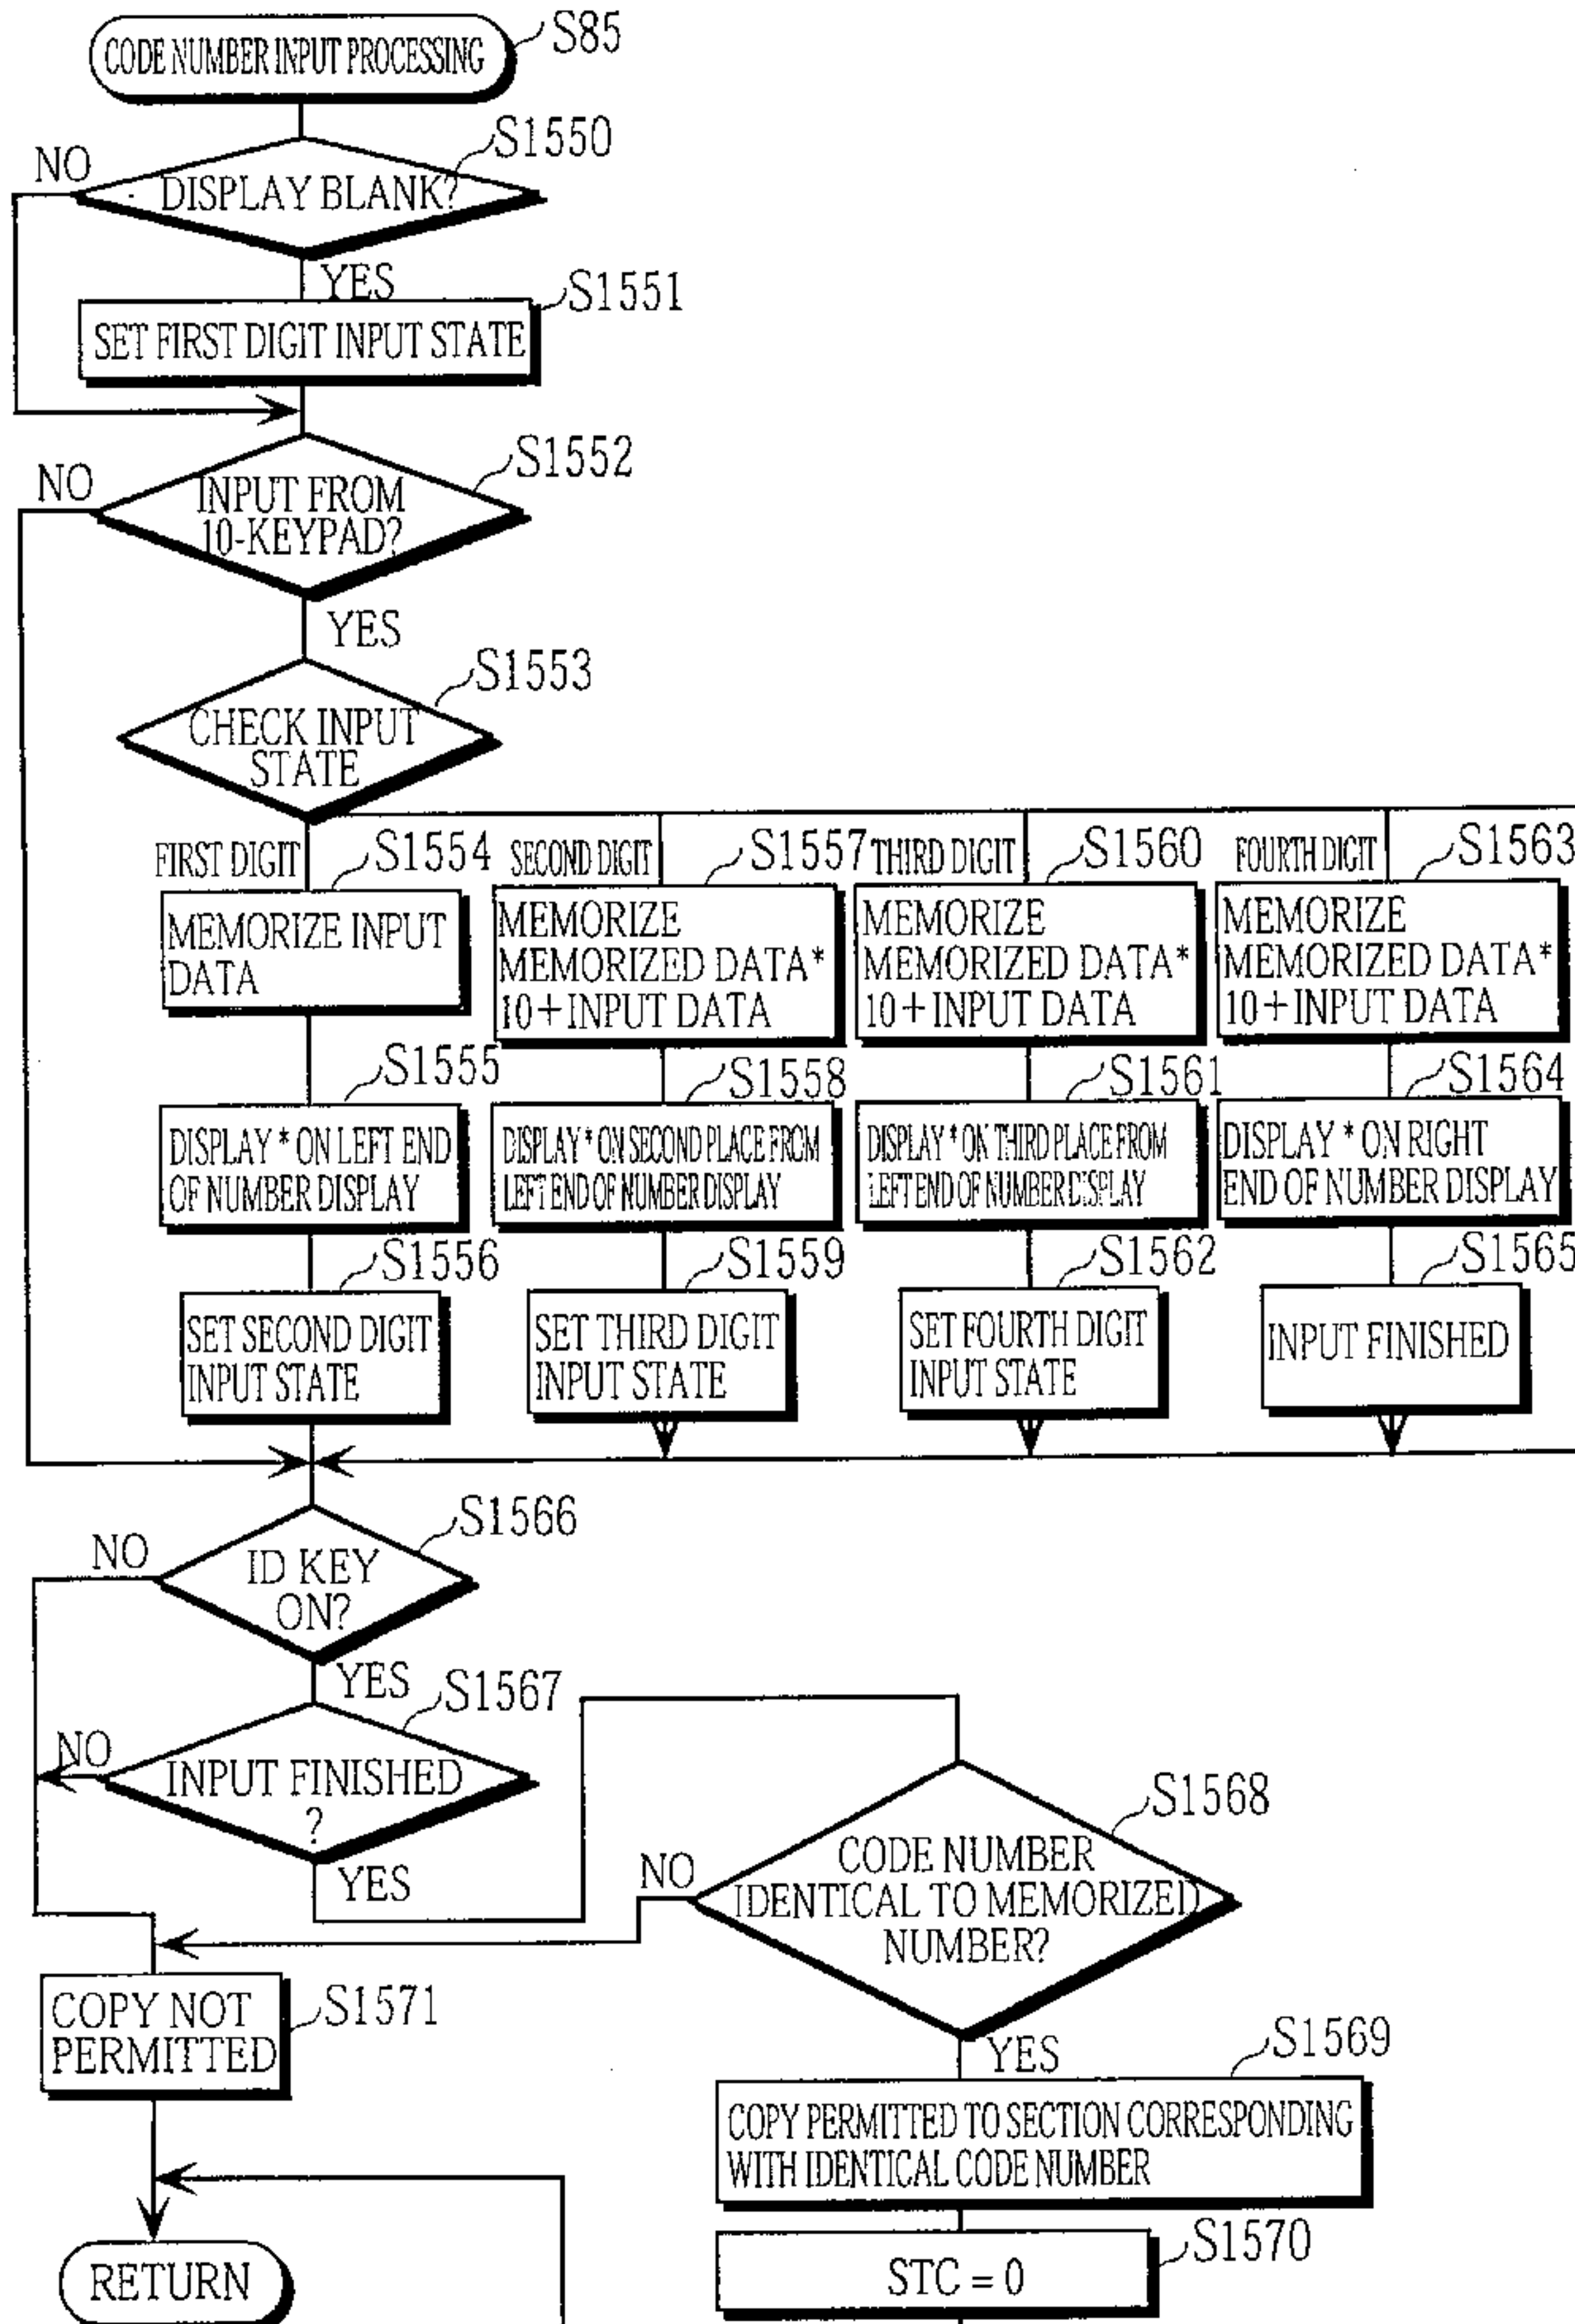 CODE NUMBER INPUT PROCESSING
S85
S1550
NO
DISPLAY BLANK?
YES
S1551
SET FIRST DIGIT INPUT STATE
S1552
NO
INPUT FROM
10-KEYPAD?
YES
S1553
CHECK INPUT
STATE
FIRST DIGIT
S1554
MEMORIZE INPUT
DATA
S1555
DISPLAY * ON LEFT END
OF NUMBER DISPLAY
S1556
SET SECOND DIGIT
INPUT STATE
SECOND DIGIT
S1557
MEMORIZE
MEMORIZED DATA*
10+INPUT DATA
S1558
DISPLAY * ON SECOND PLACE FROM
LEFT END OF NUMBER DISPLAY
S1559
SET THIRD DIGIT
INPUT STATE
THIRD DIGIT
S1560
MEMORIZE
MEMORIZED DATA*
10+INPUT DATA
S1561
DISPLAY * ON THIRD PLACE FROM
LEFT END OF NUMBER DISPLAY
S1562
SET FOURTH DIGIT
INPUT STATE
FOURTH DIGIT
S1563
MEMORIZE
MEMORIZED DATA*
10+INPUT DATA
S1564
DISPLAY * ON RIGHT
END OF NUMBER DISPLAY
S1565
INPUT FINISHED
S1566
NO
ID KEY
ON?
YES
S1567
NO
INPUT FINISHED
?
YES
S1568
NO
CODE NUMBER
IDENTICAL TO MEMORIZED
NUMBER?
YES
S1569
COPY PERMITTED TO SECTION CORRESPONDING
WITH IDENTICAL CODE NUMBER
S1570
STC = 0
S1571
COPY NOT
PERMITTED
RETURN